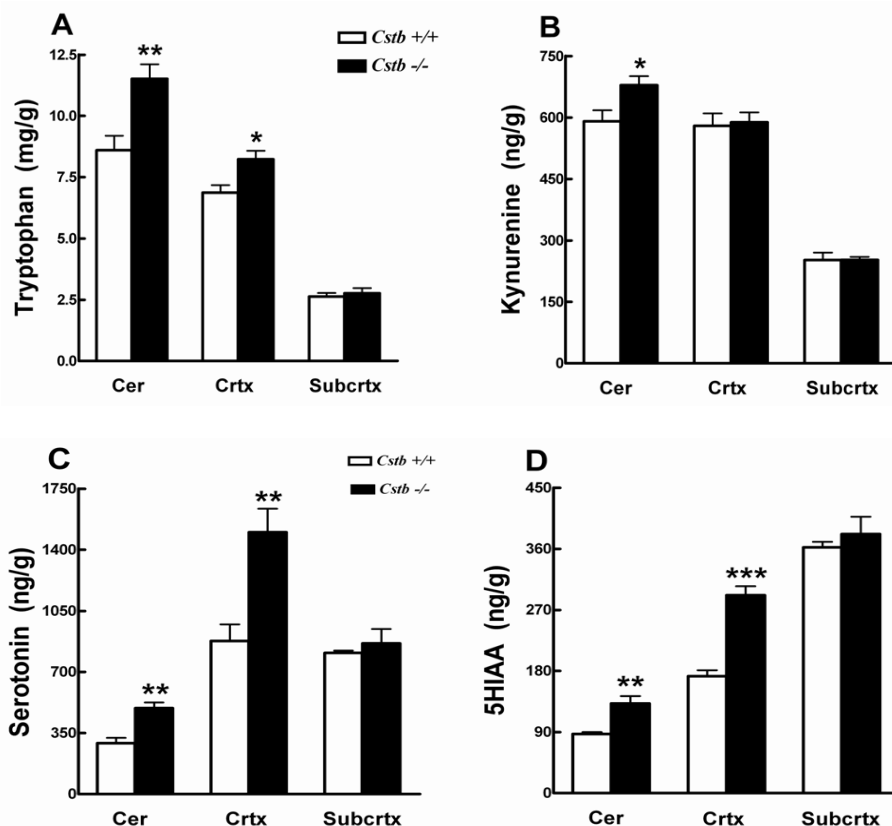 A
Cstb +/+
Cstb -/-
Tryptophan (mg/g)
12.5
10.0
7.5
5.0
2.5
0.0
**
*
Cer
Crtx
Subcrtx
B
Kynurenine (ng/g)
750
600
450
300
150
0
*
Cer
Crtx
Subcrtx
C
Cstb +/+
Cstb -/-
Serotonin (ng/g)
1750
1400
1050
700
350
0
**
**
Cer
Crtx
Subcrtx
D
5HIAA (ng/g)
450
360
270
180
90
0
**
***
Cer
Crtx
Subcrtx